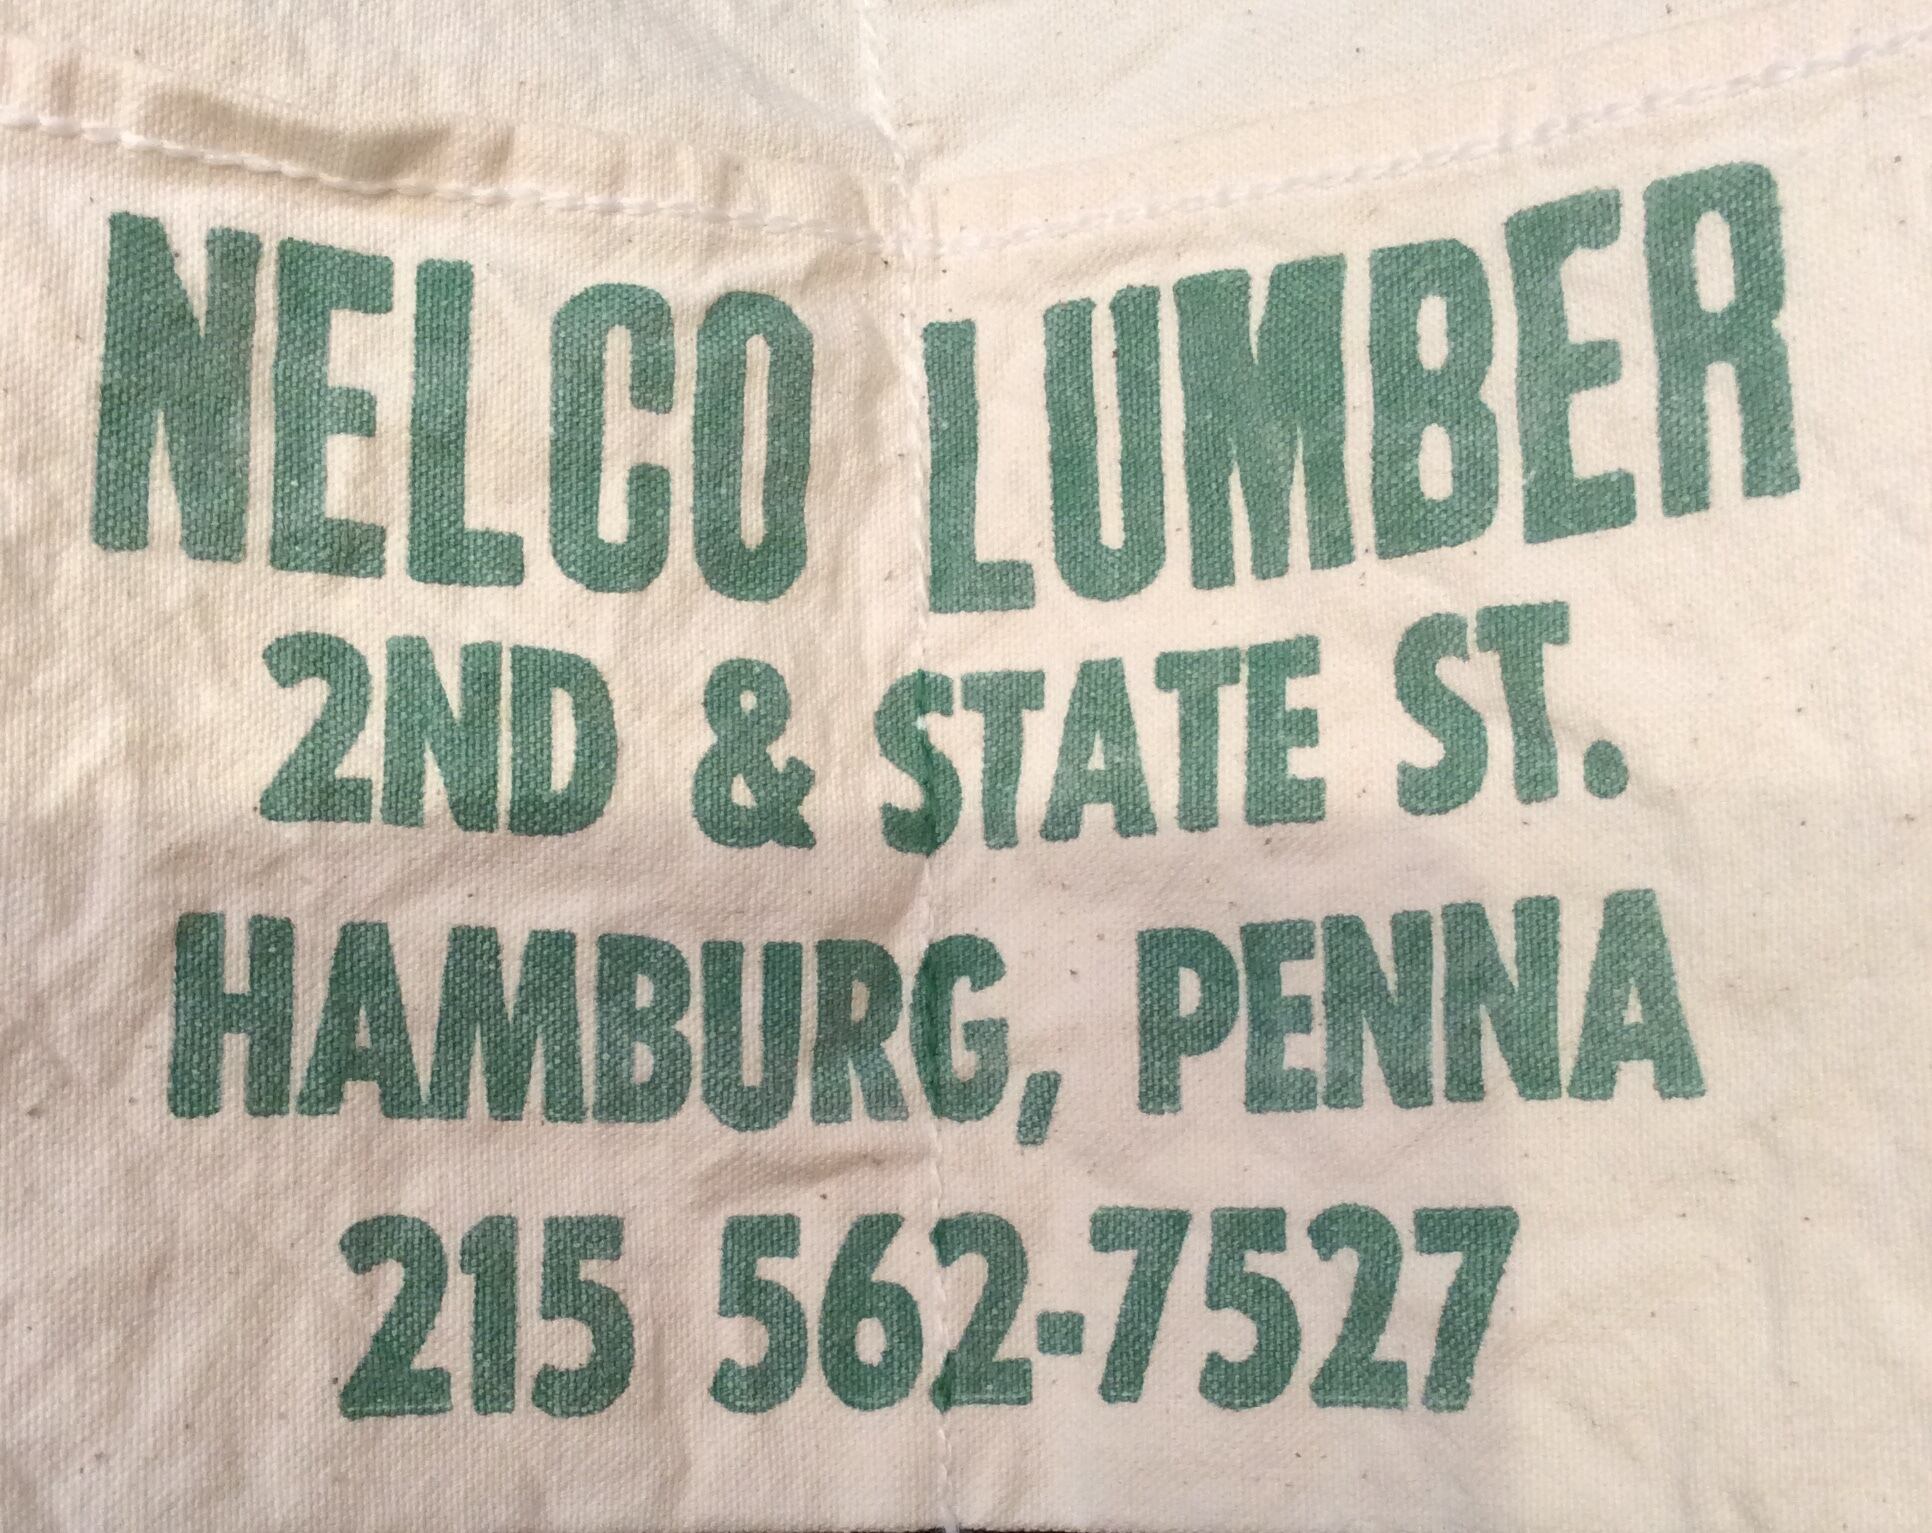 NELCO LUMBER
2ND & STATE ST.
HAMBURG, PENNA
215 562-7527